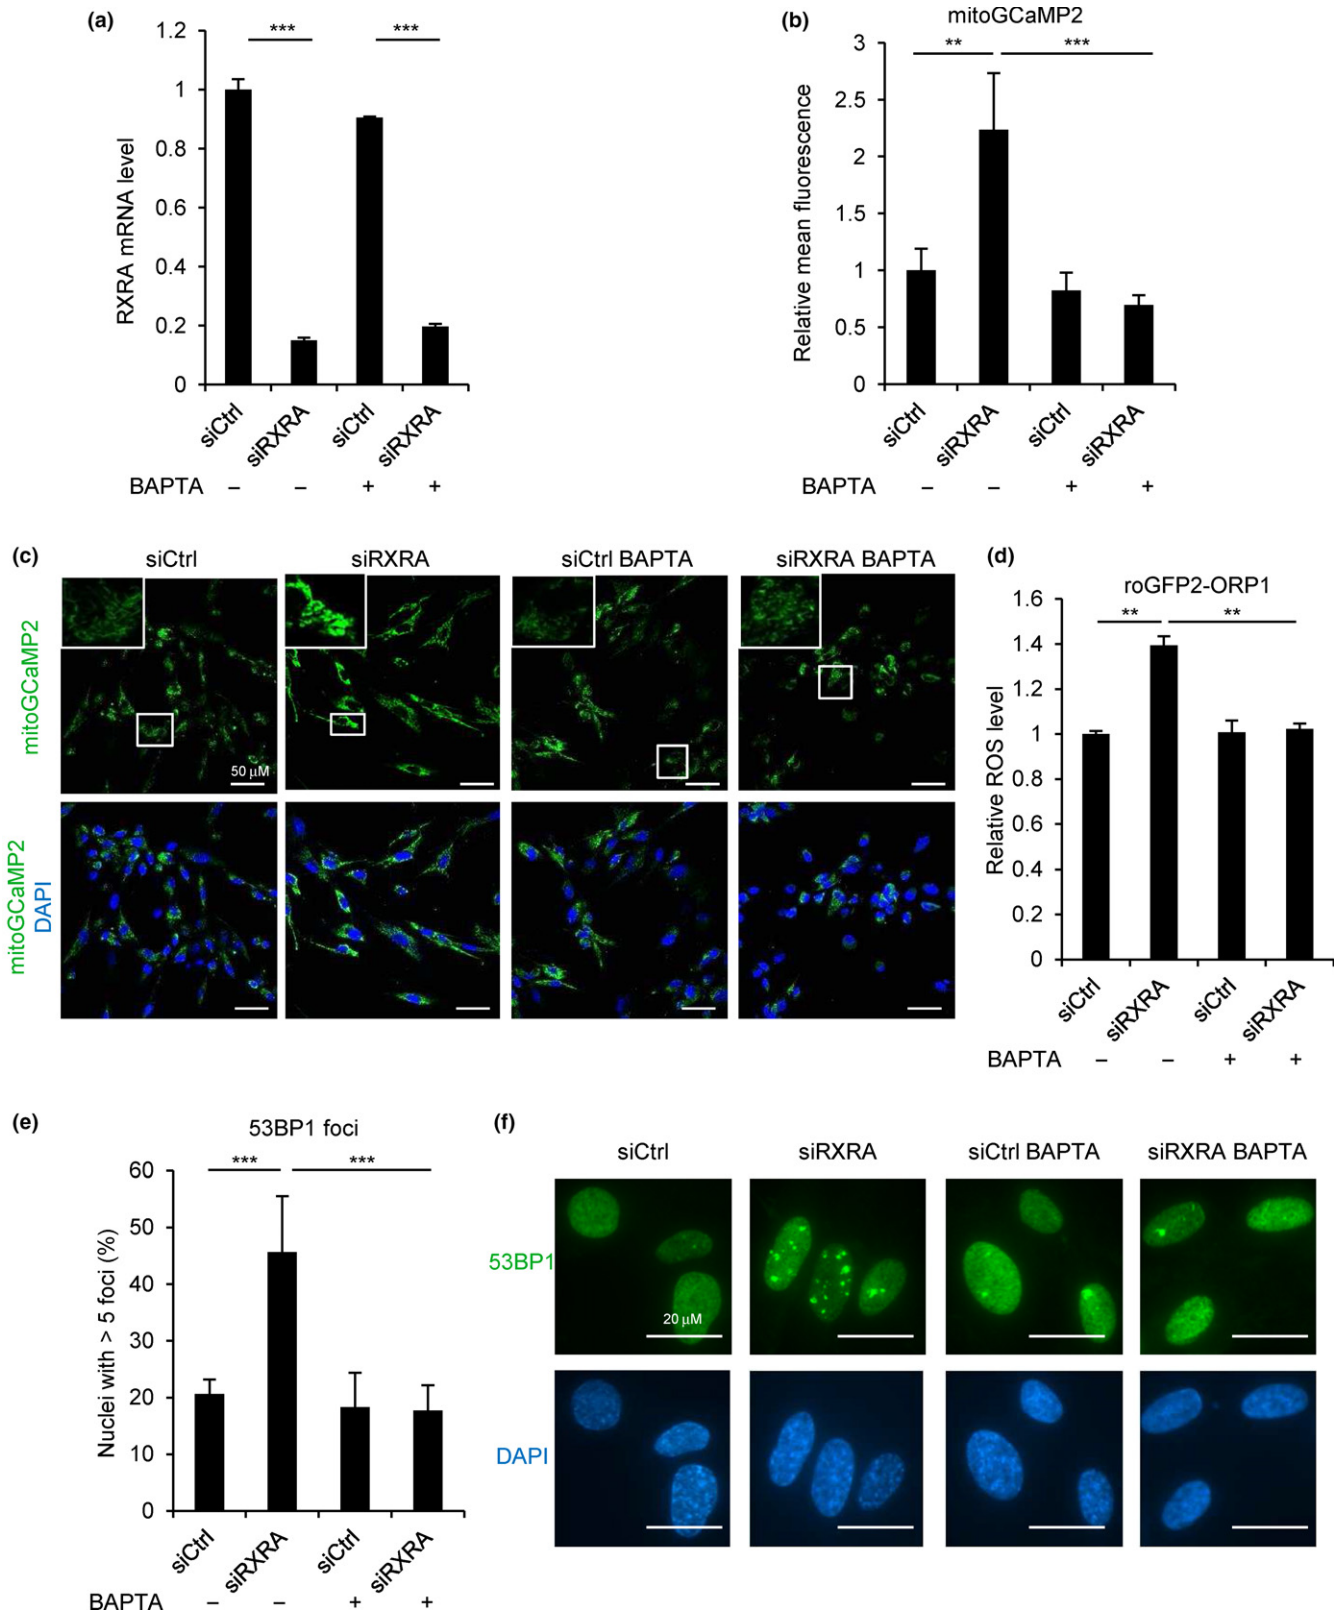 (a)
1.2
1
0.8
0.6
0.4
0.2
0
RXRA mRNA level
*** ***
siCtrl siRXRA siCtrl siRXRA
BAPTA – – + +
(b)
mitoGCaMP2
3
2.5
2
1.5
1
0.5
0
Relative mean fluorescence
** ***
siCtrl siRXRA siCtrl siRXRA
BAPTA – – + +
(c)
siCtrl siRXRA siCtrl BAPTA siRXRA BAPTA
mitoGCaMP2
50 µM
mitoGCaMP2
DAPI
(d)
roGFP2-ORP1
1.6
1.4
1.2
1
0.8
0.6
0.4
0.2
0
Relative ROS level
** **
siCtrl siRXRA siCtrl siRXRA
BAPTA – – + +
(e)
53BP1 foci
60
50
40
30
20
10
0
Nuclei with > 5 foci (%)
*** ***
siCtrl siRXRA siCtrl siRXRA
BAPTA – – + +
(f)
siCtrl siRXRA siCtrl BAPTA siRXRA BAPTA
53BP1
20 µM
DAPI